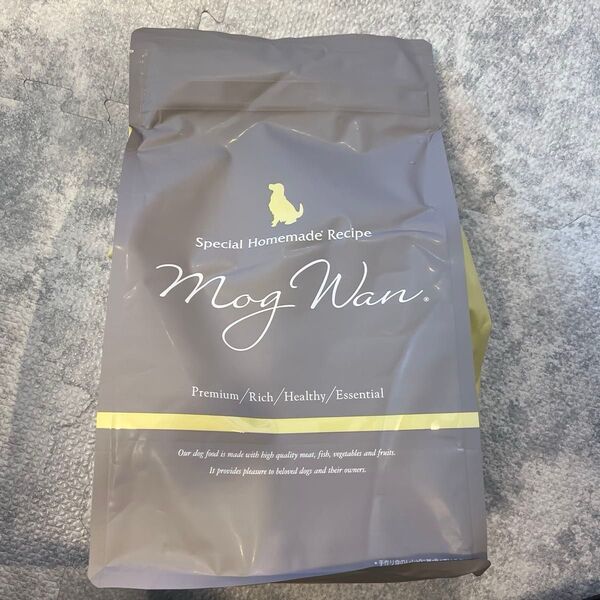 Special Homemade Recipe
Mog Wan®
Premium/Rich/Healthy/Essential
Our dog food is made with high quality meat, fish, vegetables and fruits.
It provides pleasure to beloved dogs and their owners.